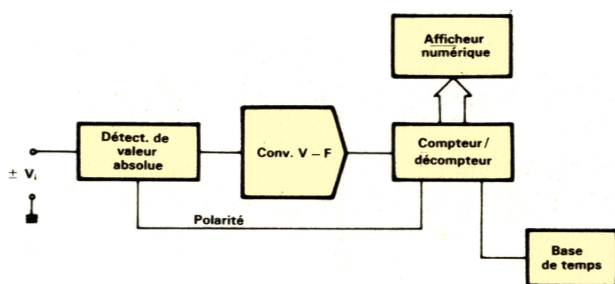 Afficheur
numérique
Détect. de
valeur
absolue
Conv. V – F
Compteur/
décompteur
± Vi
Polarité
Base
de temps